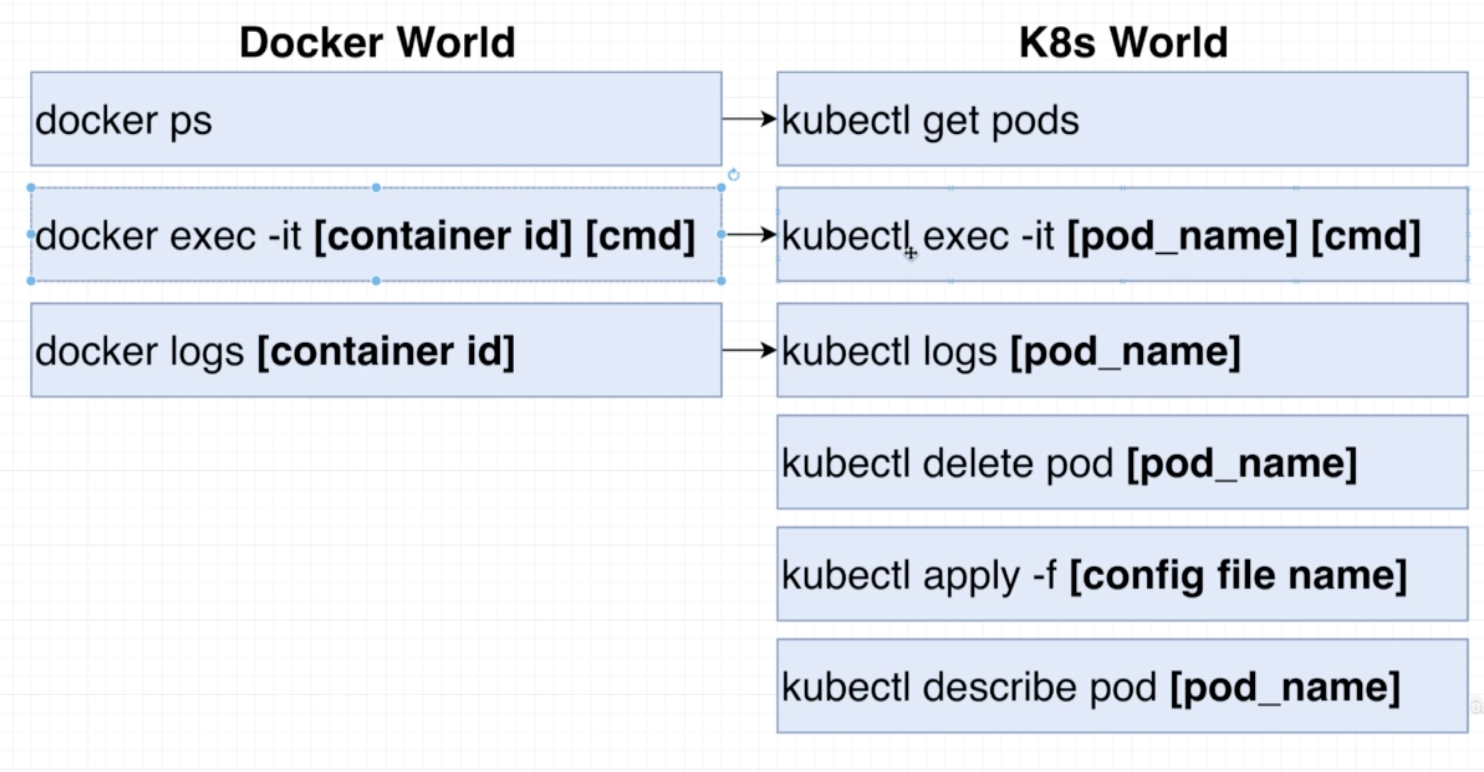 Docker World
K8s World
docker ps
kubectl get pods
docker exec -it [container id] [cmd]
kubectl exec -it [pod_name] [cmd]
docker logs [container id]
kubectl logs [pod_name]
kubectl delete pod [pod_name]
kubectl apply -f [config file name]
kubectl describe pod [pod_name]